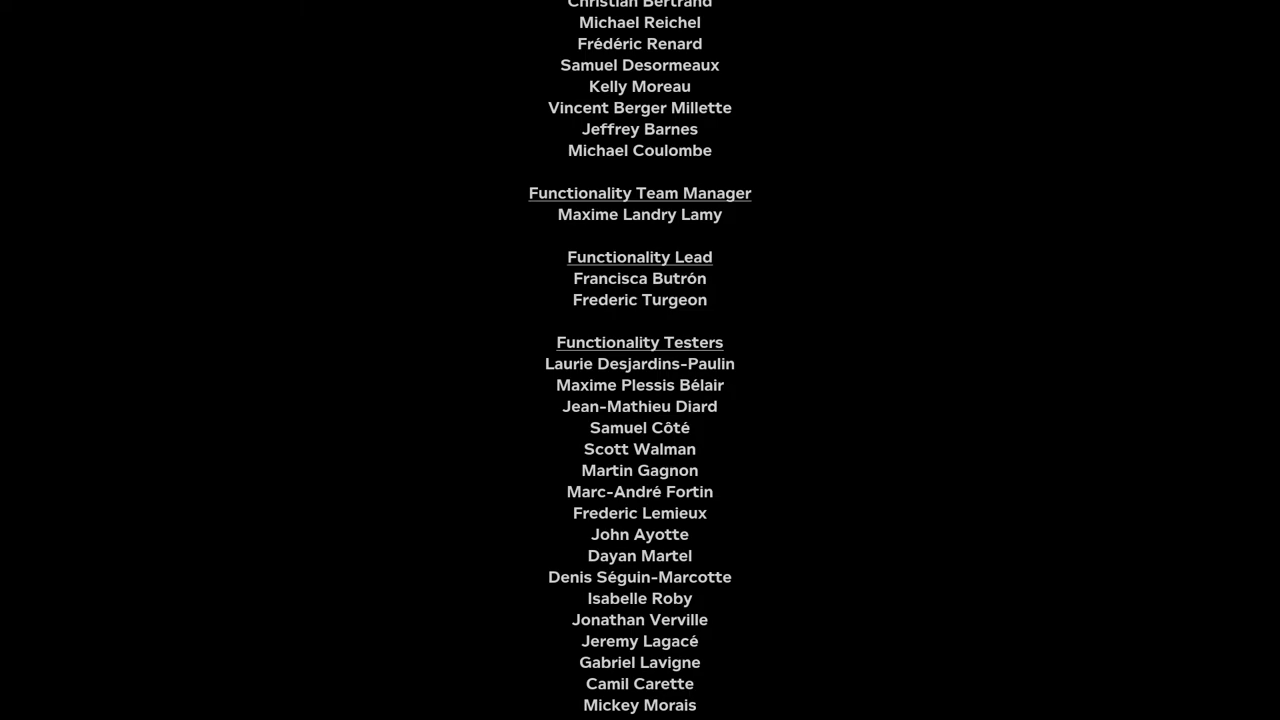 Christian Bertrand
Michael Reichel
Frédéric Renard
Samuel Desormeaux
Kelly Moreau
Vincent Berger Millette
Jeffrey Barnes
Michael Coulombe
Functionality Team Manager
Maxime Landry Lamy
Functionality Lead
Francisca Butrón
Frederic Turgeon
Functionality Testers
Laurie Desjardins-Paulin
Maxime Plessis Bélair
Jean-Mathieu Diard
Samuel Côté
Scott Walman
Martin Gagnon
Marc-André Fortin
Frederic Lemieux
John Ayotte
Dayan Martel
Denis Séguin-Marcotte
Isabelle Roby
Jonathan Verville
Jeremy Lagacé
Gabriel Lavigne
Camil Carette
Mickey Morais